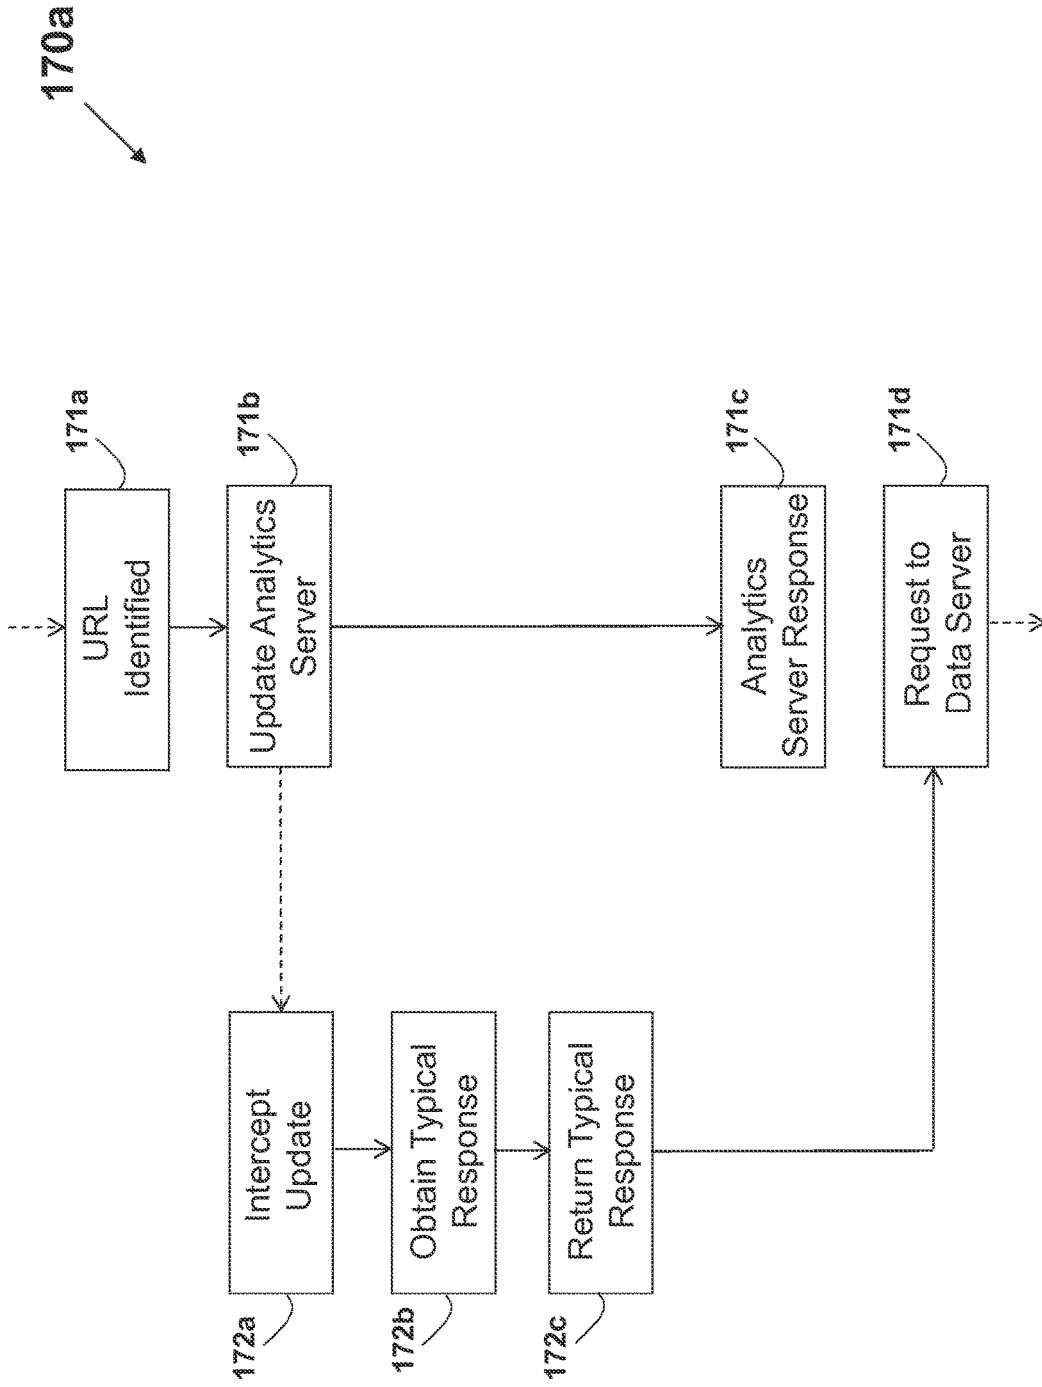 170a
171a
URL
Identified
171b
Update Analytics
Server
171c
Analytics
Server Response
171d
Request to
Data Server
172a
Intercept
Update
172b
Obtain Typical
Response
172c
Return Typical
Response